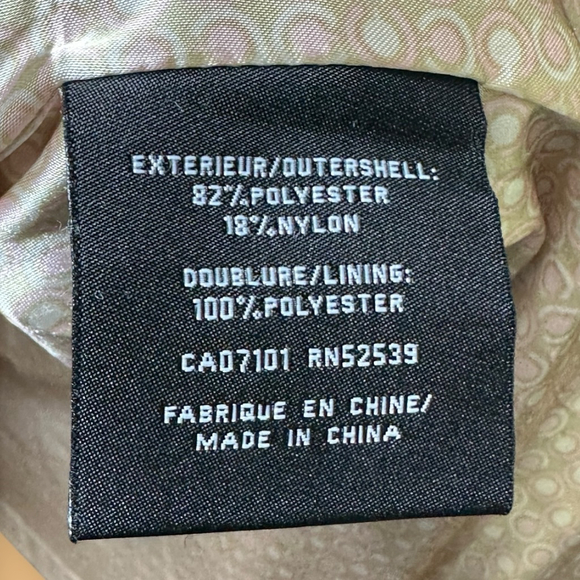 EXTERIEUR/OUTERSHELL:
82%POLYESTER
18%NYLON
DOUBLURE/LINING:
100%POLYESTER
CA07101 RN52539
FABRIQUE EN CHINE/
MADE IN CHINA